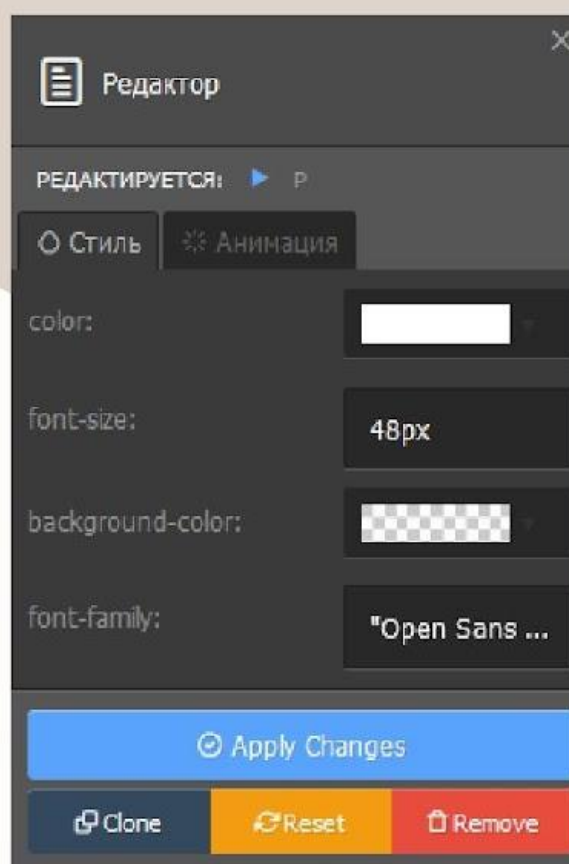 Редактор
РЕДАКТИРУЕТСЯ: P
Стиль Анимация
color:
font-size: 48px
background-color:
font-family: "Open Sans ...
Apply Changes
Clone Reset Remove